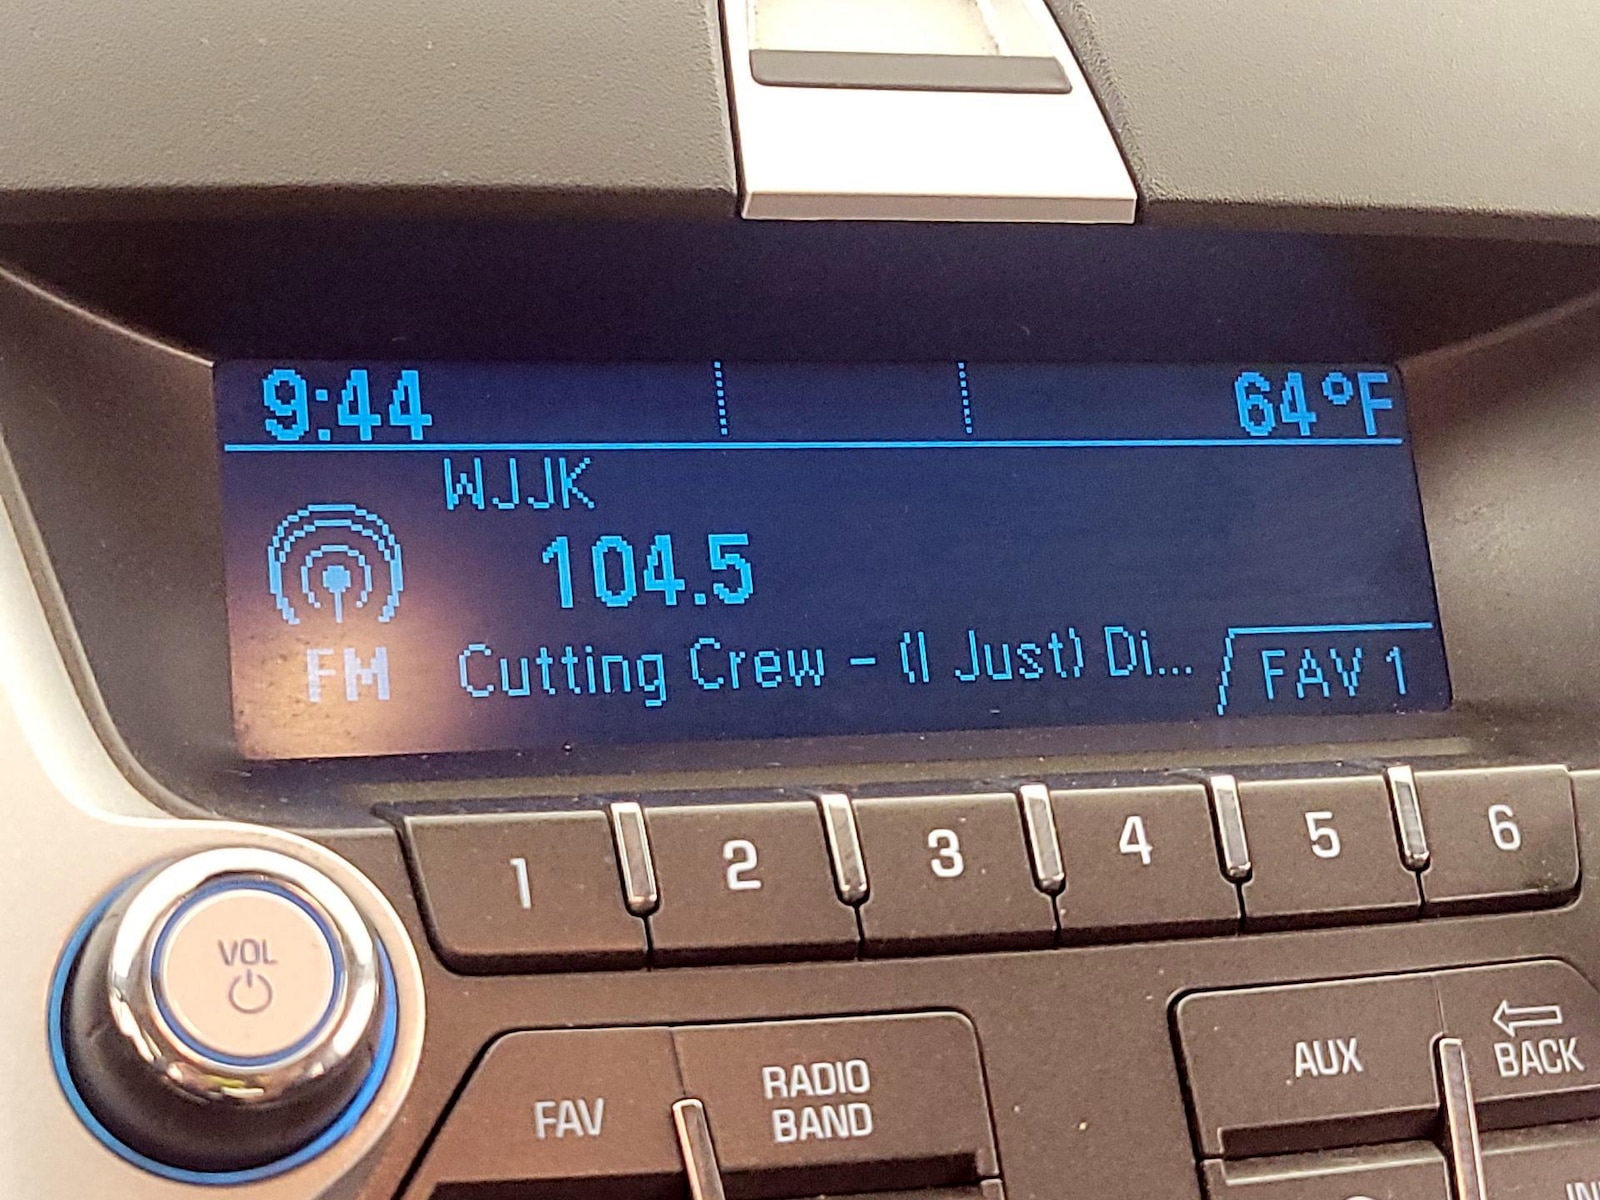 9:44 64°F
WJJK
104.5
FM Cutting Crew - (I Just) Di... FAV 1
1 2 3 4 5 6
VOL
FAV RADIO BAND AUX BACK